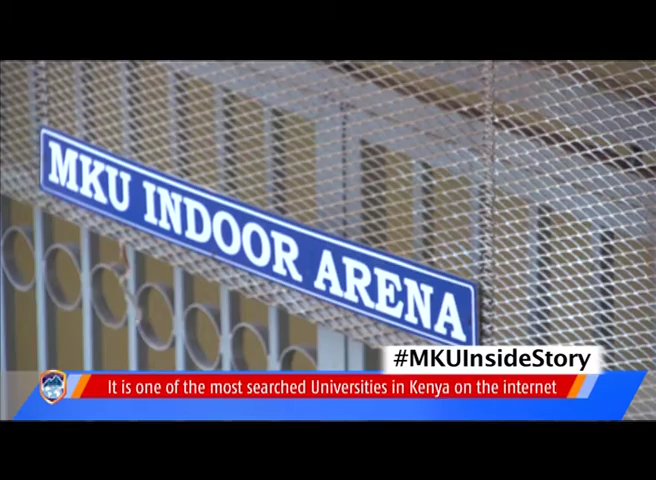 MKU INDOOR ARENA
#MKUInsideStory
It is one of the most searched Universities in Kenya on the internet